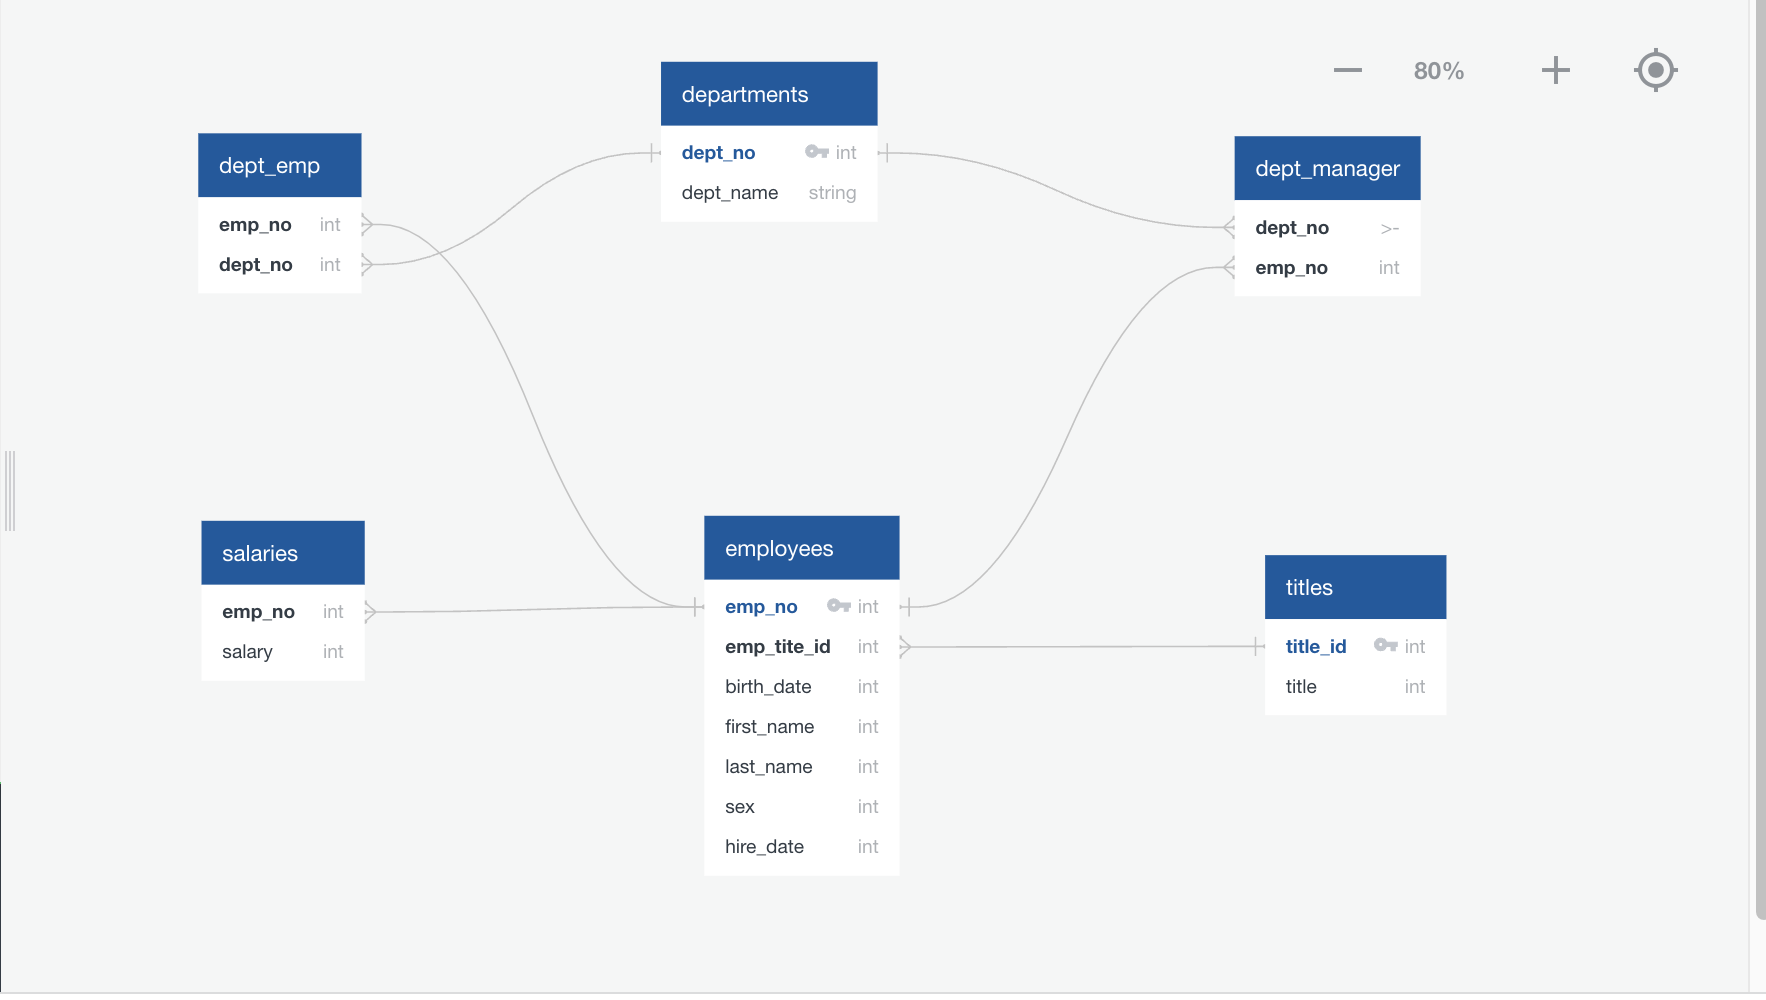 80%
departments
dept_no int
dept_name string
dept_emp
emp_no int
dept_no int
dept_manager
dept_no >-
emp_no int
salaries
emp_no int
salary int
employees
emp_no int
emp_tite_id int
birth_date int
first_name int
last_name int
sex int
hire_date int
titles
title_id int
title int